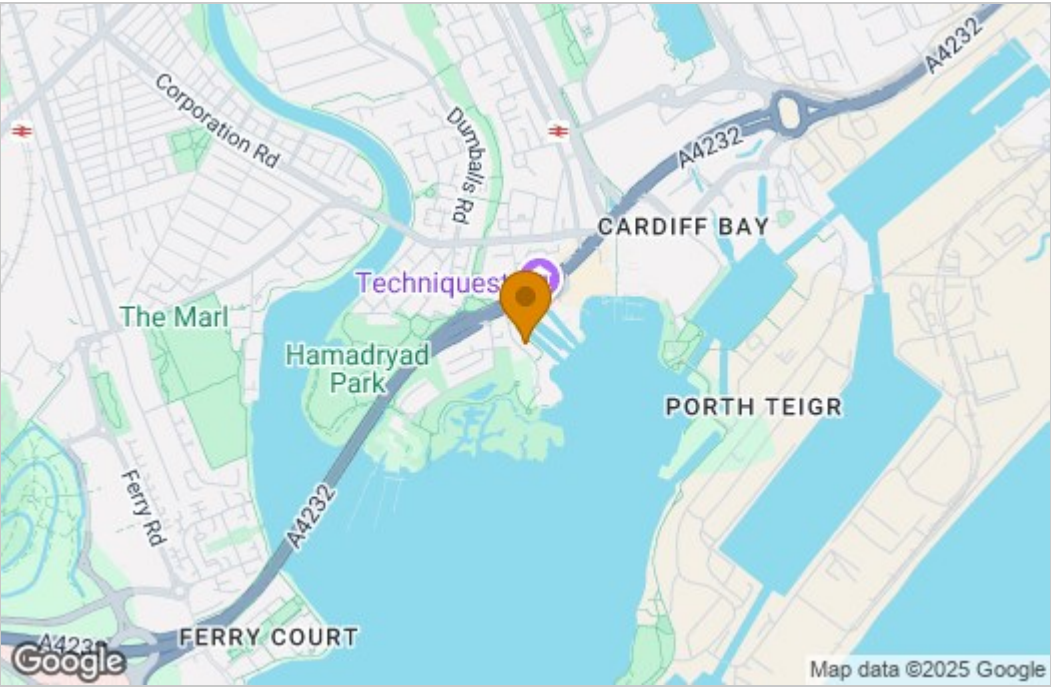 A4232
Corporation Rd
Dumballs Rd
A4232
CARDIFF BAY
Techniquest
The Marl
Hamadryad
Park
PORTH TEIGR
Ferry Rd
A4232
FERRY COURT
A423
Google
Map data ©2025 Google